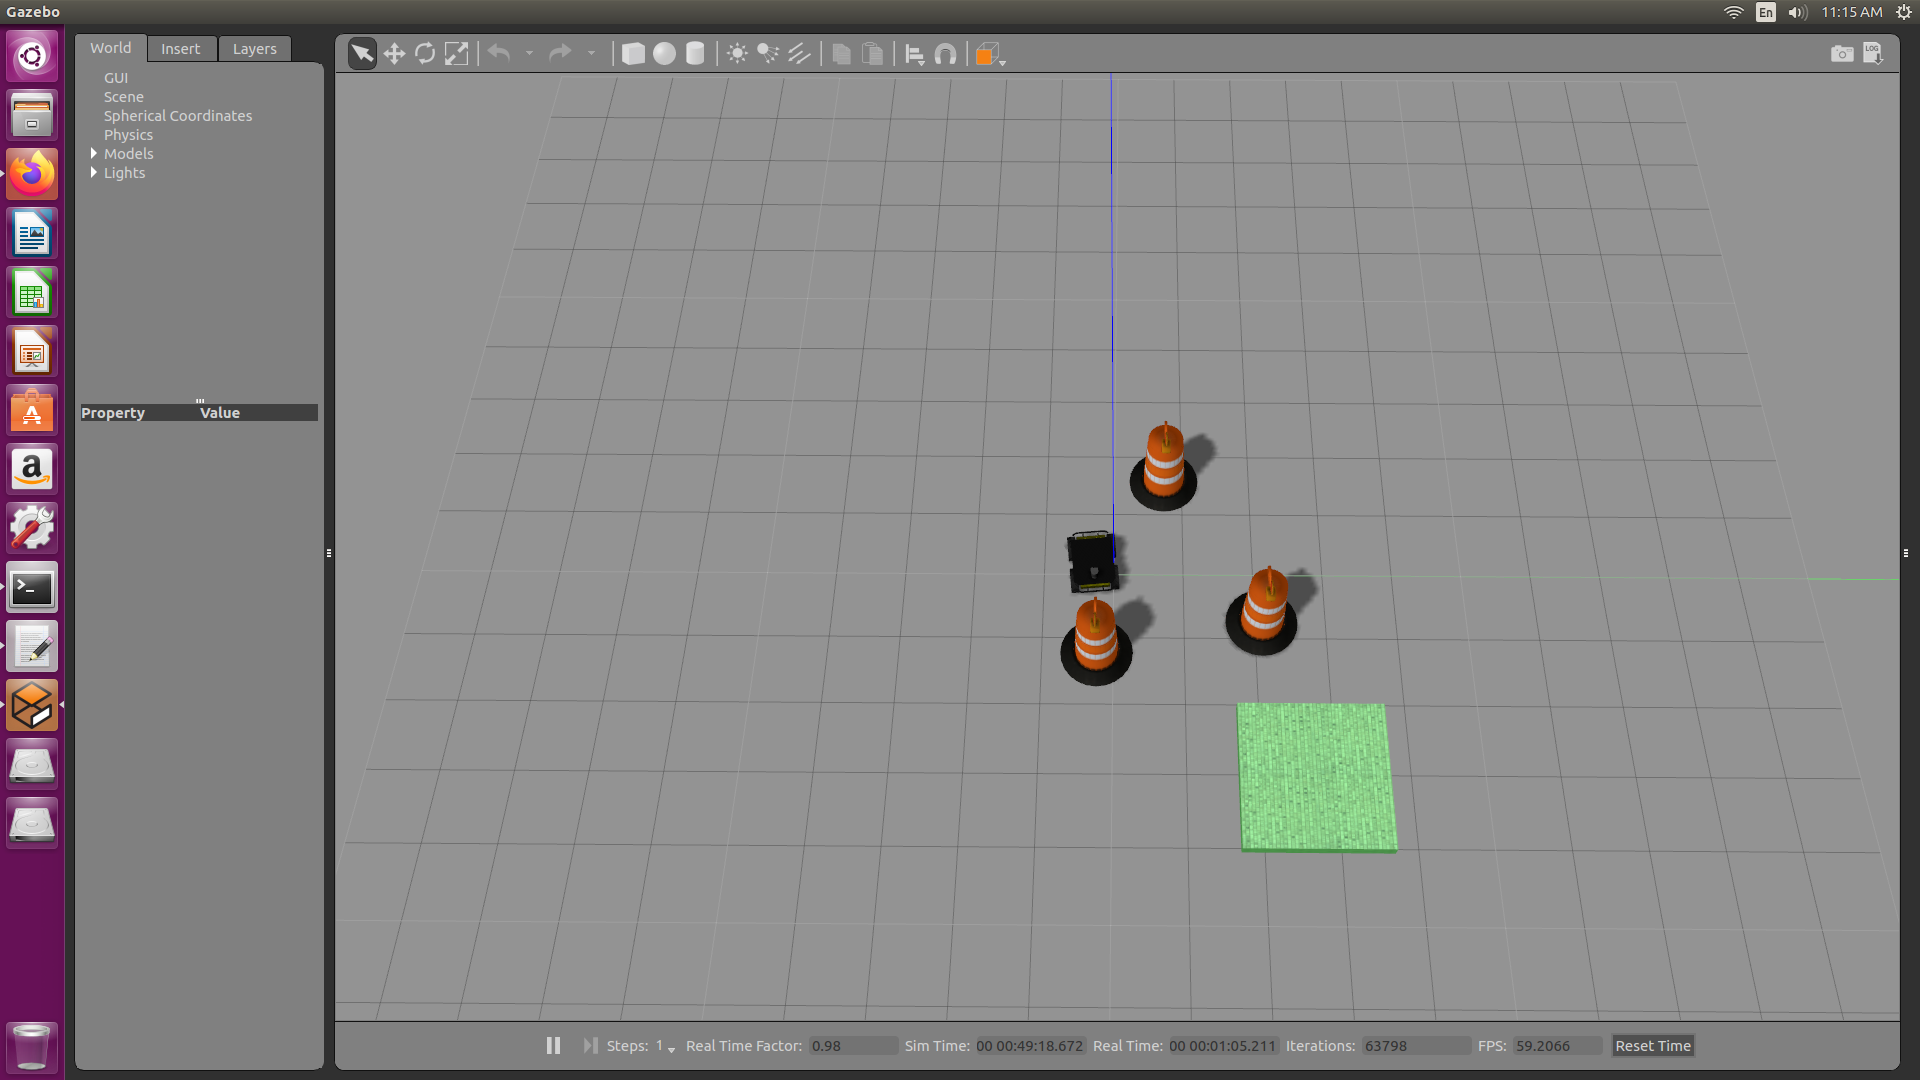 Gazebo
En
11:15 AM
World
Insert
Layers
LOG
GUI
Scene
Spherical Coordinates
Physics
Models
Lights
Property Value
Steps: 1 Real Time Factor: 0.98 Sim Time: 00 00:49:18.672 Real Time: 00 00:01:05.211 Iterations: 63798 FPS: 59.2066 Reset Time